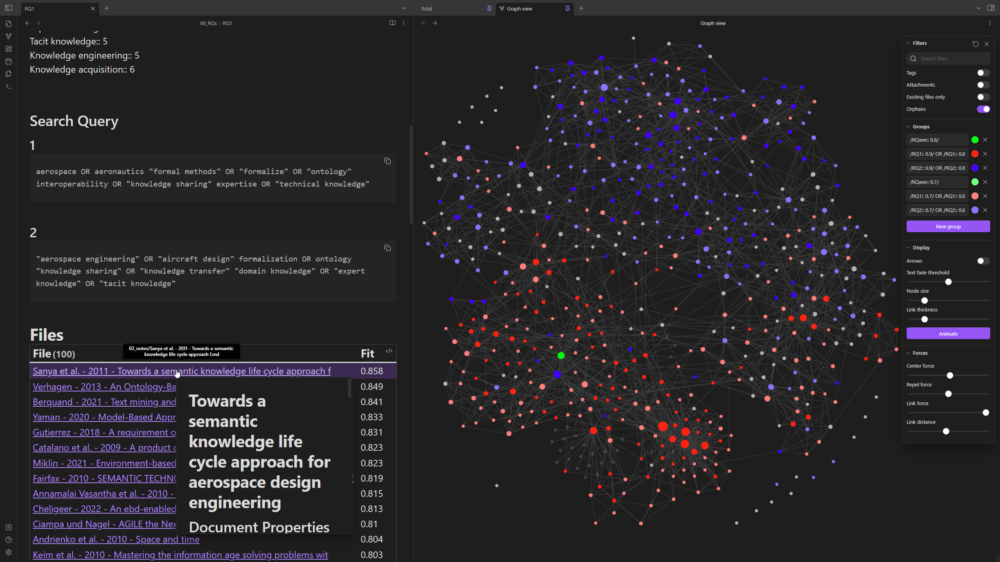 RQ1
Total
Graph view
00_RQs / RQ1
Graph view
Tacit knowledge:: 5
Knowledge engineering:: 5
Knowledge acquisition:: 6
Search Query
1
aerospace OR aeronautics "formal methods" OR "formalize" OR "ontology"
interoperability OR "knowledge sharing" expertise OR "technical knowledge"
2
"aerospace engineering" OR "aircraft design" formalization OR ontology
"knowledge sharing" OR "knowledge transfer" "domain knowledge" OR "expert
knowledge" OR "tacit knowledge"
Files
03_notes/Sanya et al. - 2011 - Towards a semantic
knowledge life cycle approach f.md
File (100) Fit
Sanya et al. - 2011 - Towards a semantic knowledge life cycle approach f 0.858
Verhagen - 2013 - An Ontology-Ba 0.849
Berquand - 2021 - Text mining and 0.841
Yaman - 2020 - Model-Based Appr 0.833
Gutierrez - 2018 - A requirement o 0.831
Catalano et al. - 2009 - A product 0.823
Miklin - 2021 - Environment-based 0.823
Fairfax - 2010 - SEMANTIC TECHNO 0.819
Annamalai Vasantha et al. - 2010 - 0.815
Cheligeer - 2022 - An ebd-enabled 0.813
Ciampa und Nagel - AGILE the Nex 0.81
Andrienko et al. - 2010 - Space and time 0.804
Keim et al. - 2010 - Mastering the information age solving problems wit 0.803
Towards a
semantic
knowledge life
cycle approach for
aerospace design
engineering
Document Properties
Filters
Search files...
Tags
Attachments
Existing files only
Orphans
Groups
/RQave:: 0.8/
/RQ1:: 0.9/ OR /RQ1:: 0.8
/RQ2:: 0.9/ OR /RQ2:: 0.8
/RQave:: 0.7/
/RQ1:: 0.7/ OR /RQ1:: 0.6
/RQ2:: 0.7/ OR /RQ2:: 0.6
New group
Display
Arrows
Text fade threshold
Node size
Link thickness
Animate
Forces
Center force
Repel force
Link force
Link distance